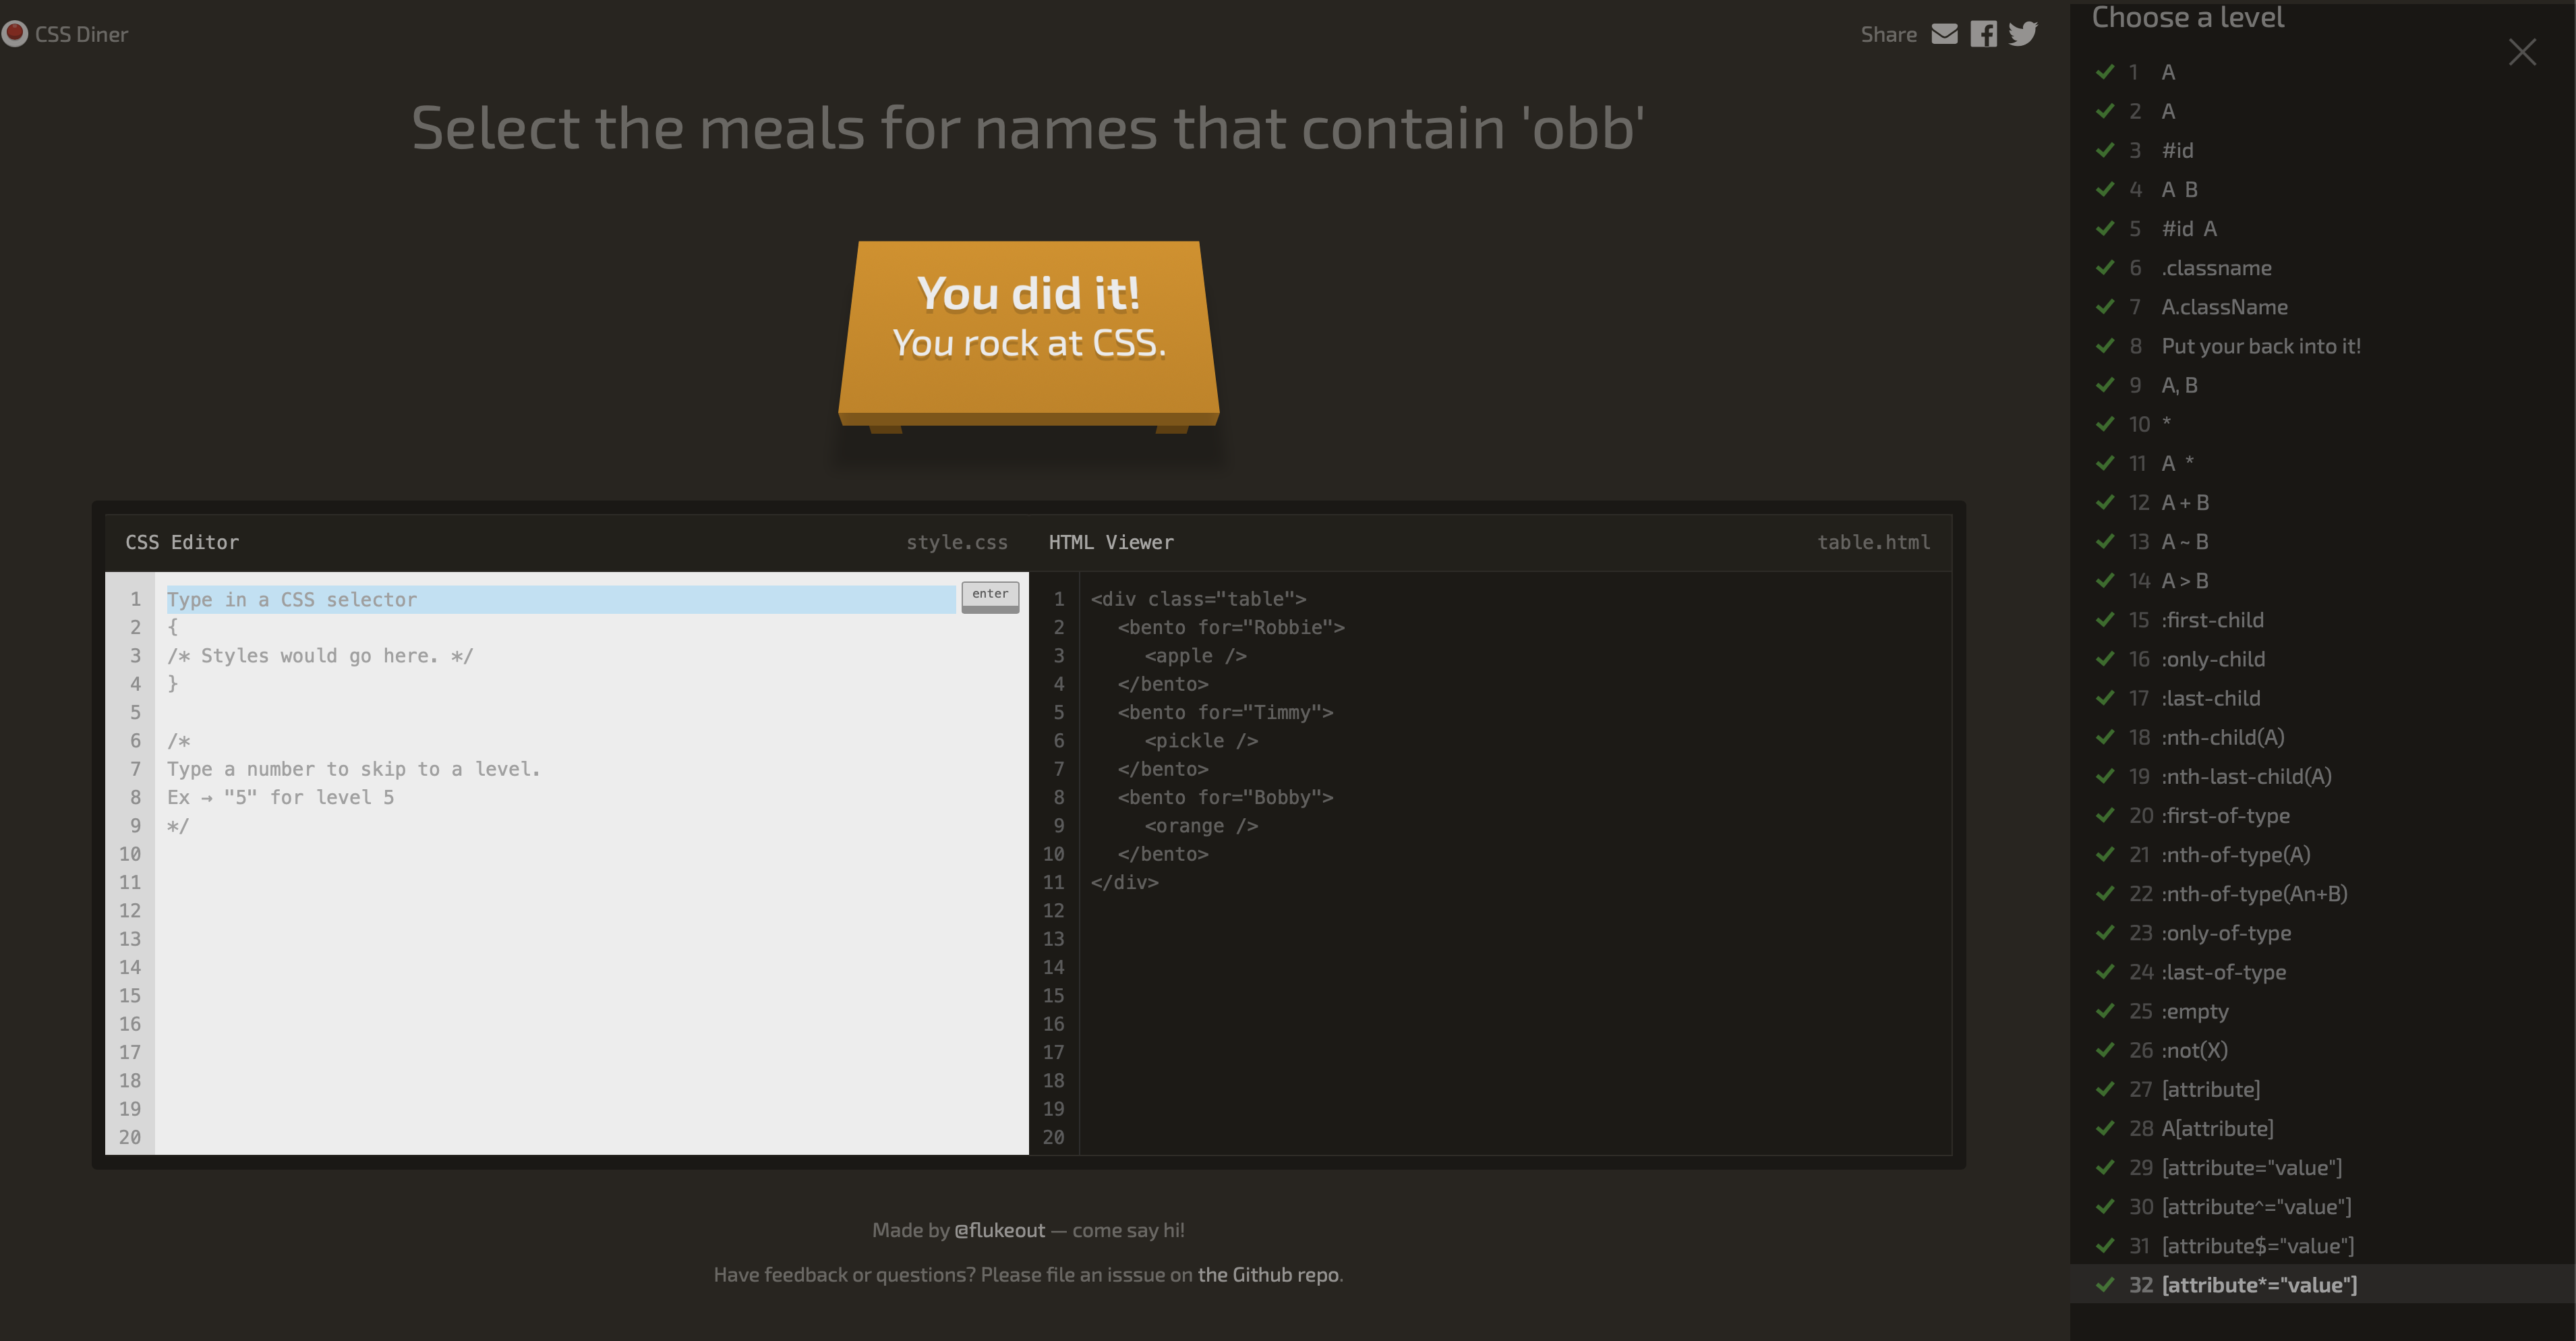 CSS Diner
Share
Select the meals for names that contain 'obb'
You did it!
You rock at CSS.
CSS Editor
style.css
1 Type in a CSS selector
enter
2 {
3 /* Styles would go here. */
4 }
5
6 /*
7 Type a number to skip to a level.
8 Ex → "5" for level 5
9 */
10
11
12
13
14
15
16
17
18
19
20
HTML Viewer
table.html
1 <div class="table">
2 <bento for="Robbie">
3 <apple />
4 </bento>
5 <bento for="Timmy">
6 <pickle />
7 </bento>
8 <bento for="Bobby">
9 <orange />
10 </bento>
11 </div>
12
13
14
15
16
17
18
19
20
Made by @flukeout — come say hi!
Have feedback or questions? Please file an isssue on the Github repo.
Choose a level
1 A
2 A
3 #id
4 A B
5 #id A
6 .classname
7 A.className
8 Put your back into it!
9 A, B
10 *
11 A *
12 A + B
13 A ~ B
14 A > B
15 :first-child
16 :only-child
17 :last-child
18 :nth-child(A)
19 :nth-last-child(A)
20 :first-of-type
21 :nth-of-type(A)
22 :nth-of-type(An+B)
23 :only-of-type
24 :last-of-type
25 :empty
26 :not(X)
27 [attribute]
28 A[attribute]
29 [attribute="value"]
30 [attribute^="value"]
31 [attribute$="value"]
32 [attribute*="value"]